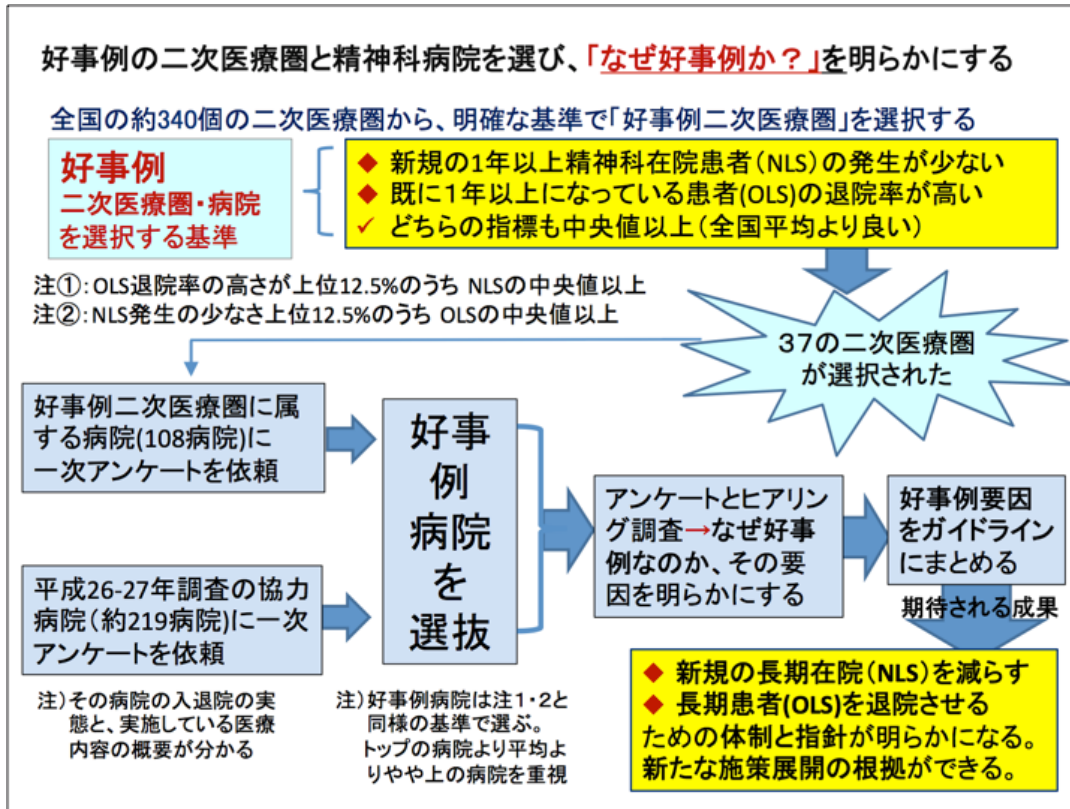 好事例の二次医療圏と精神科病院を選び、「なぜ好事例か？」を明らかにする
全国の約340個の二次医療圏から、明確な基準で「好事例二次医療圏」を選択する
好事例
二次医療圏・病院
を選択する基準
◆ 新規の1年以上精神科在院患者（NLS）の発生が少ない
◆ 既に１年以上になっている患者(OLS)の退院率が高い
✓ どちらの指標も中央値以上（全国平均より良い）
注①：OLS退院率の高さが上位12.5%のうち NLSの中央値以上
注②：NLS発生の少なさ上位12.5%のうち OLSの中央値以上
３７の二次医療圏
が選択された
好事例二次医療圏に属
する病院(108病院)に
一次アンケートを依頼
平成26-27年調査の協力
病院（約219病院)に一次
アンケートを依頼
注）その病院の入退院の実
態と、実施している医療
内容の概要が分かる
好事
例
病院
を
選抜
注）好事例病院は注1・2と
同様の基準で選ぶ。
トップの病院より平均よ
りやや上の病院を重視
アンケートとヒアリン
グ調査→なぜ好事
例なのか、その要
因を明らかにする
好事例要因
をガイドライン
にまとめる
期待される成果
◆ 新規の長期在院（NLS）を減らす
◆ 長期患者(OLS)を退院させる
ための体制と指針が明らかになる。
新たな施策展開の根拠ができる。